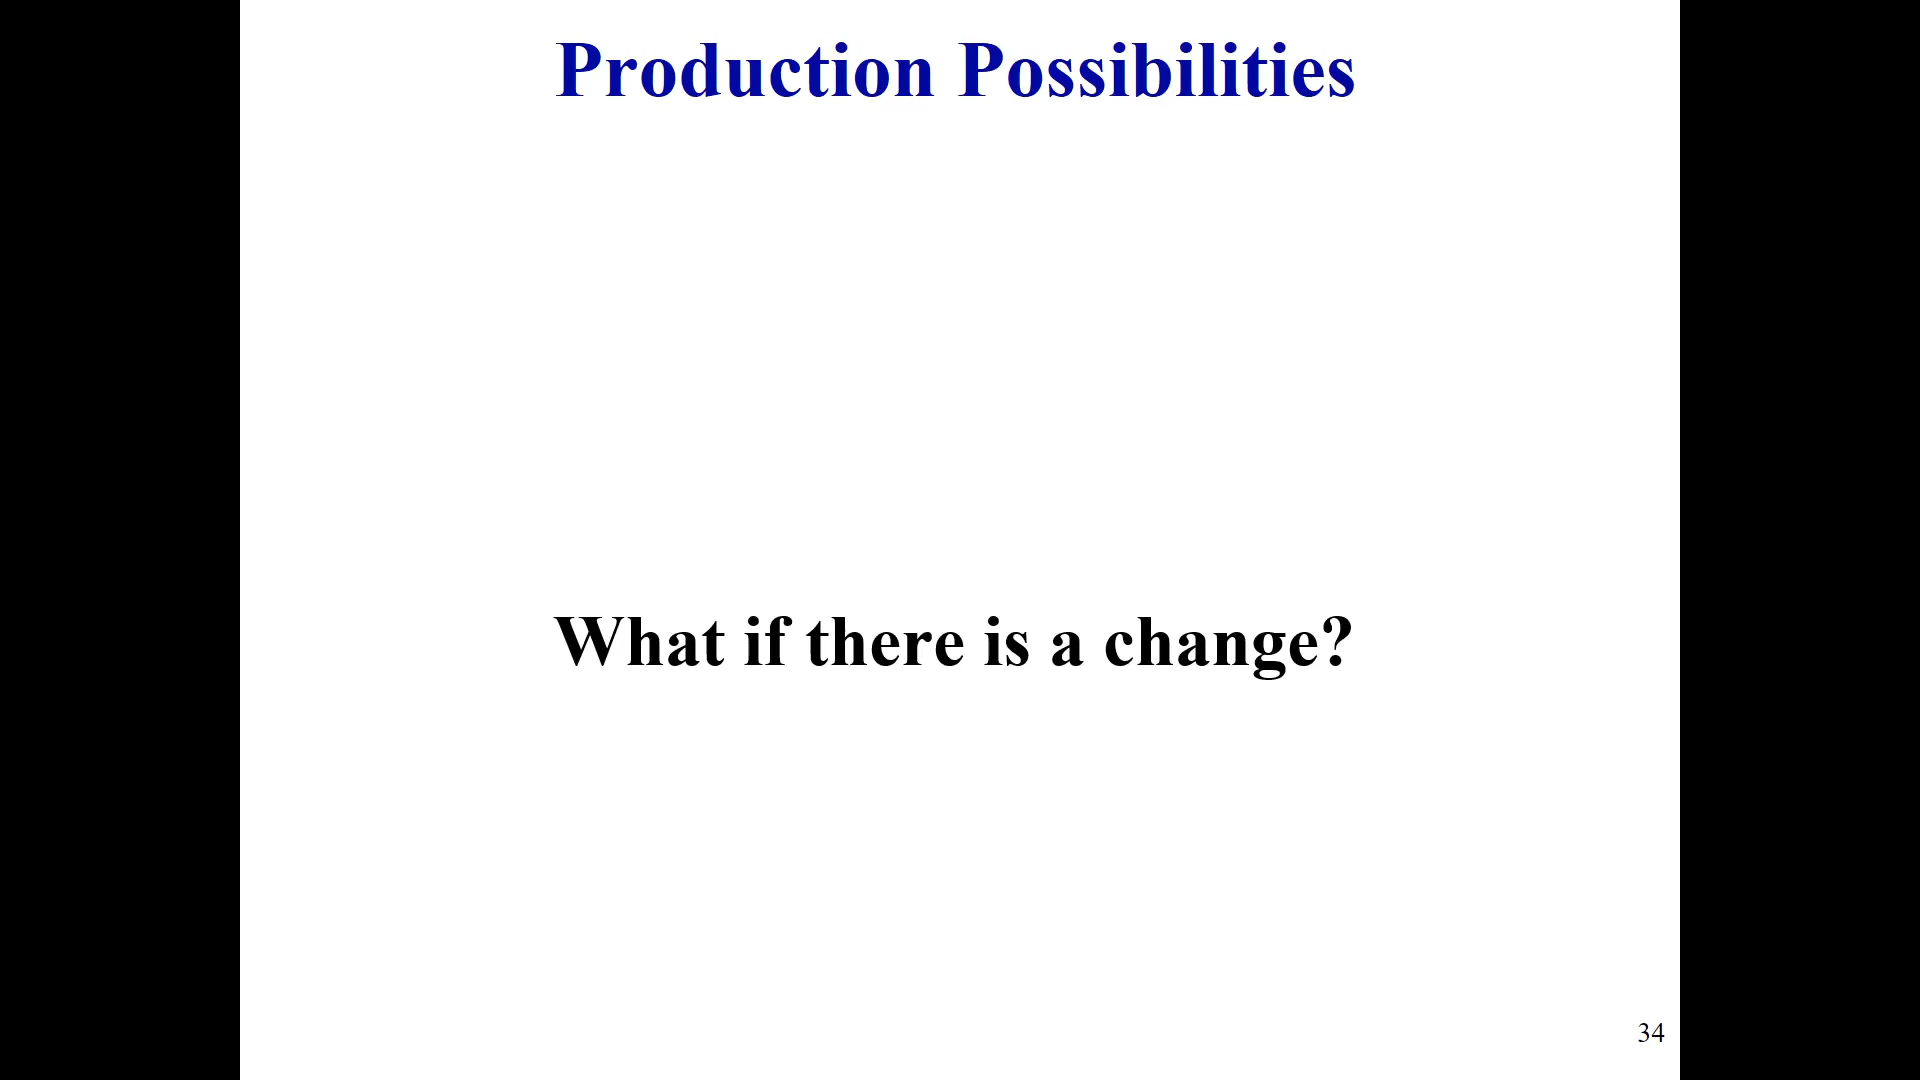 Production Possibilities
What if there is a change?
34